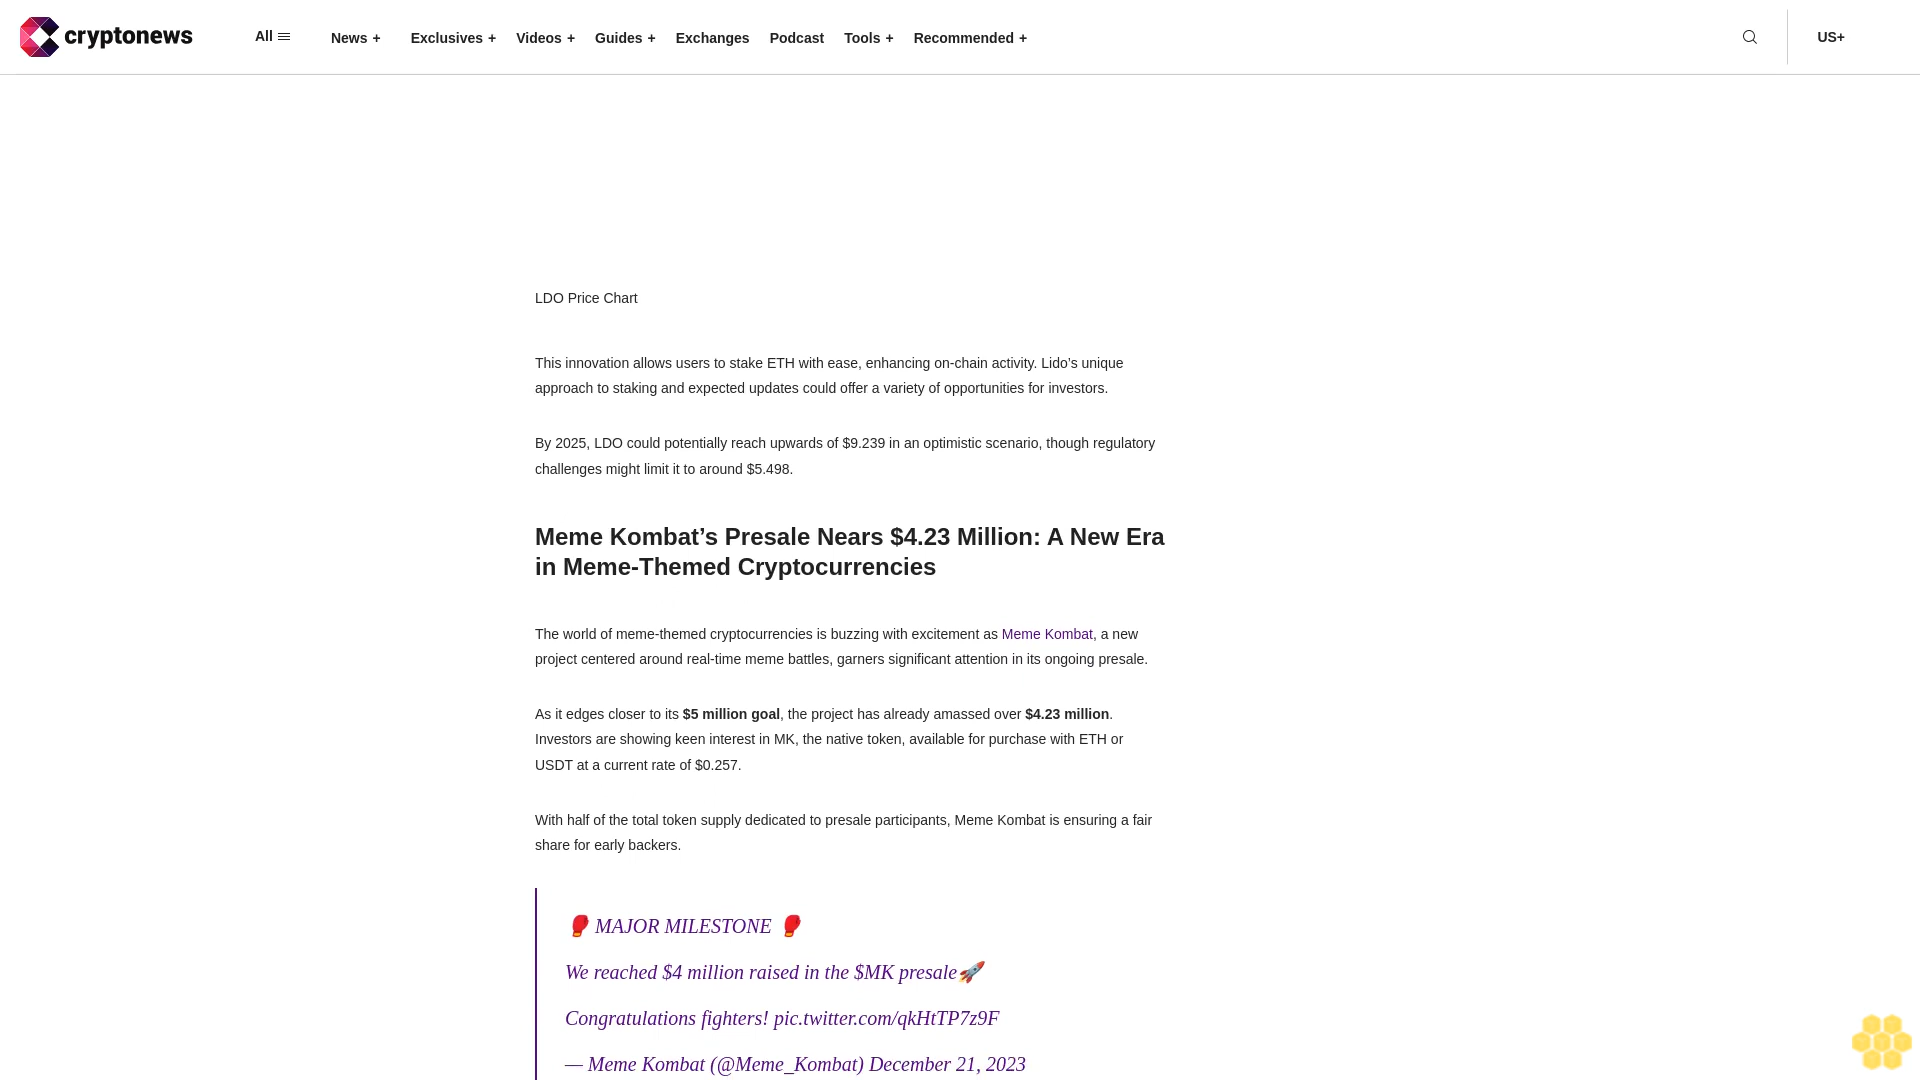 cryptonews
All
News +
Exclusives +
Videos +
Guides +
Exchanges
Podcast
Tools +
Recommended +
US+
LDO Price Chart
This innovation allows users to stake ETH with ease, enhancing on-chain activity. Lido’s unique
approach to staking and expected updates could offer a variety of opportunities for investors.
By 2025, LDO could potentially reach upwards of $9.239 in an optimistic scenario, though regulatory
challenges might limit it to around $5.498.
Meme Kombat’s Presale Nears $4.23 Million: A New Era
in Meme-Themed Cryptocurrencies
The world of meme-themed cryptocurrencies is buzzing with excitement as Meme Kombat, a new
project centered around real-time meme battles, garners significant attention in its ongoing presale.
As it edges closer to its $5 million goal, the project has already amassed over $4.23 million.
Investors are showing keen interest in MK, the native token, available for purchase with ETH or
USDT at a current rate of $0.257.
With half of the total token supply dedicated to presale participants, Meme Kombat is ensuring a fair
share for early backers.
🥊 MAJOR MILESTONE 🥊
We reached $4 million raised in the $MK presale🚀
Congratulations fighters! pic.twitter.com/qkHtTP7z9F
— Meme Kombat (@Meme_Kombat) December 21, 2023